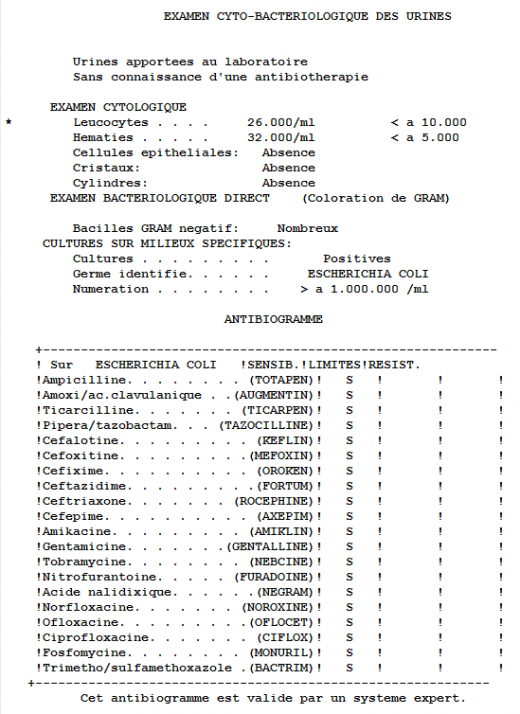 EXAMEN CYTO-BACTERIOLOGIQUE DES URINES
Urines apportees au laboratoire
Sans connaissance d'une antibiotherapie
EXAMEN CYTOLOGIQUE
* Leucocytes . . . . 26.000/ml < a 10.000
Hematies . . . . . 32.000/ml < a 5.000
Cellules epitheliales: Absence
Cristaux: Absence
Cylindres: Absence
EXAMEN BACTERIOLOGIQUE DIRECT (Coloration de GRAM)
Bacilles GRAM negatif: Nombreux
CULTURES SUR MILIEUX SPECIFIQUES:
Cultures . . . . . . . . . Positives
Germe identifie. . . . . . ESCHERICHIA COLI
Numeration . . . . . . . . > a 1.000.000 /ml
ANTIBIOGRAMME
+------------------------------------------------------------
! Sur ESCHERICHIA COLI !SENSIB.!LIMITES!RESIST.
!Ampicilline. . . . . . . . (TOTAPEN)! S ! ! !
!Amoxi/ac.clavulanique . .(AUGMENTIN)! S ! ! !
!Ticarcilline. . . . . . . (TICARPEN)! S ! ! !
!Pipera/tazobactam. . . (TAZOCILLINE)! S ! ! !
!Cefalotine. . . . . . . . . (KEFLIN)! S ! ! !
!Cefoxitine. . . . . . . . .(MEFOXIN)! S ! ! !
!Cefixime. . . . . . . . . . (OROKEN)! S ! ! !
!Ceftazidime. . . . . . . . .(FORTUM)! S ! ! !
!Ceftriaxone. . . . . . . (ROCEPHINE)! S ! ! !
!Cefepime. . . . . . . . . . (AXEPIM)! S ! ! !
!Amikacine. . . . . . . . . (AMIKLIN)! S ! ! !
!Gentamicine. . . . . . .(GENTALLINE)! S ! ! !
!Tobramycine. . . . . . . . .(NEBCINE)! S ! ! !
!Nitrofurantoine. . . . . (FURADOINE)! S ! ! !
!Acide nalidixique. . . . . .(NEGRAM)! S ! ! !
!Norfloxacine. . . . . . . (NOROXINE)! S ! ! !
!Ofloxacine. . . . . . . . .(OFLOCET)! S ! ! !
!Ciprofloxacine. . . . . . . (CIFLOX)! S ! ! !
!Fosfomycine. . . . . . . . (MONURIL)! S ! ! !
!Trimetho/sulfamethoxazole .(BACTRIM)! S ! ! !
+------------------------------------------------------------
Cet antibiogramme est valide par un systeme expert.